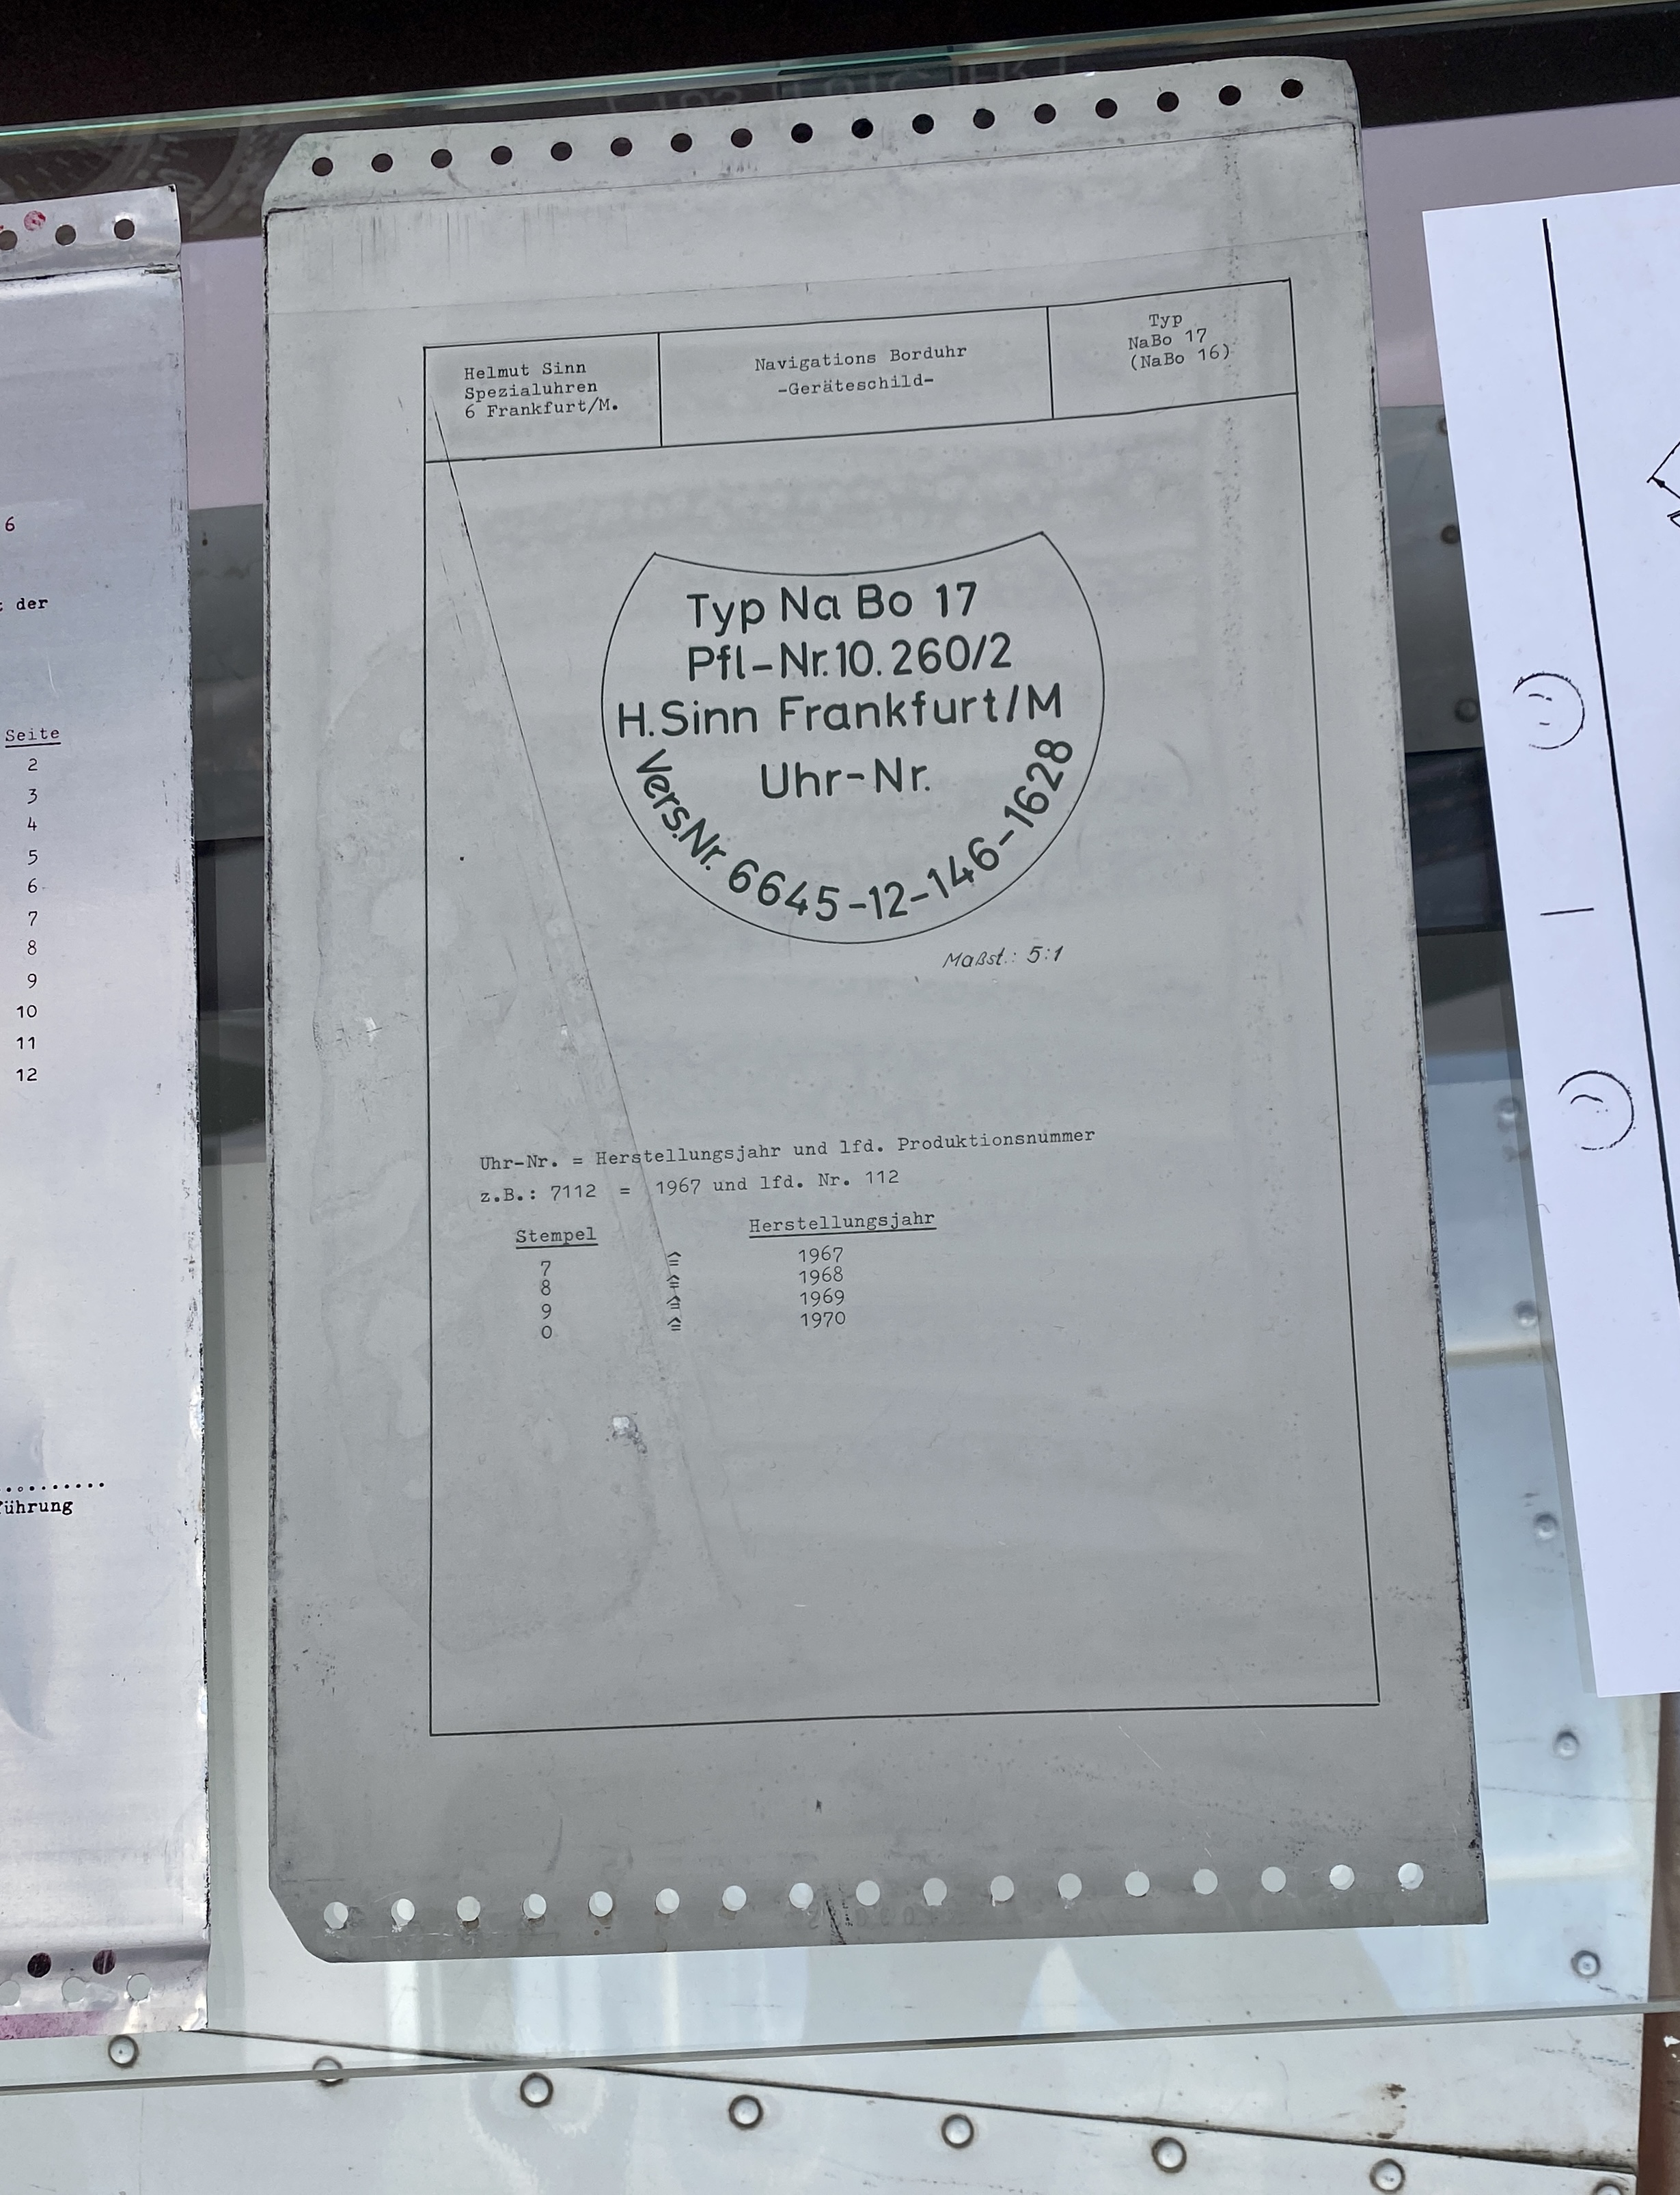 6
der
Seite
2
3
4
5
6
7
8
9
10
11
12
ührung
Helmut Sinn
Spezialuhren
6 Frankfurt/M.
Navigations Borduhr
-Geräteschild-
Typ
NaBo 17
(NaBo 16)
Typ Na Bo 17
Pfl-Nr. 10. 260/2
H. Sinn Frankfurt/M
Uhr-Nr.
Vers.Nr. 6645-12-146-1628
Maßst.: 5:1
Uhr-Nr. = Herstellungsjahr und lfd. Produktionsnummer
z.B.: 7112 = 1967 und lfd. Nr. 112
Stempel Herstellungsjahr
7 ≙ 1967
8 ≙ 1968
9 ≙ 1969
0 ≙ 1970